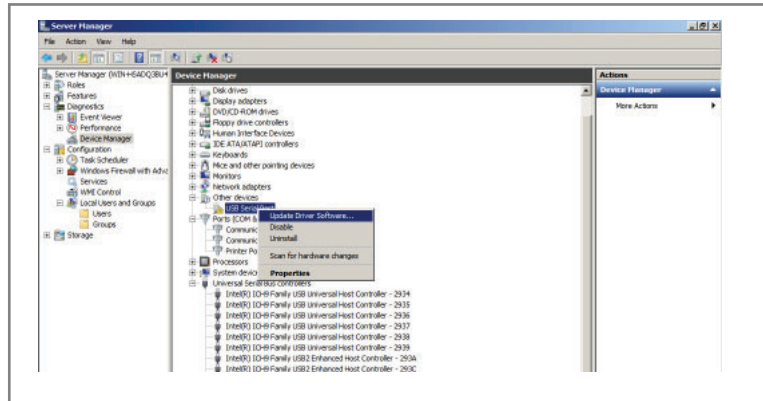 Server Manager
File Action View Help
Server Manager (WIN-H6ADQ3BU4
Roles
Features
Diagnostics
Event Viewer
Performance
Device Manager
Configuration
Task Scheduler
Windows Firewall with Adva
Services
WMI Control
Local Users and Groups
Users
Groups
Storage
Device Manager
Disk drives
Display adapters
DVD/CD-ROM drives
Floppy drive controllers
Human Interface Devices
IDE ATA/ATAPI controllers
Keyboards
Mice and other pointing devices
Monitors
Network adapters
Other devices
USB Serial Port
Ports (COM &
Communic
Communic
Printer Po
Processors
System device
Universal Serial Bus controllers
Intel(R) ICH9 Family USB Universal Host Controller - 2934
Intel(R) ICH9 Family USB Universal Host Controller - 2935
Intel(R) ICH9 Family USB Universal Host Controller - 2936
Intel(R) ICH9 Family USB Universal Host Controller - 2937
Intel(R) ICH9 Family USB Universal Host Controller - 2938
Intel(R) ICH9 Family USB Universal Host Controller - 2939
Intel(R) ICH9 Family USB2 Enhanced Host Controller - 293A
Intel(R) ICH9 Family USB2 Enhanced Host Controller - 293C
Update Driver Software...
Disable
Uninstall
Scan for hardware changes
Properties
Actions
Device Manager
More Actions